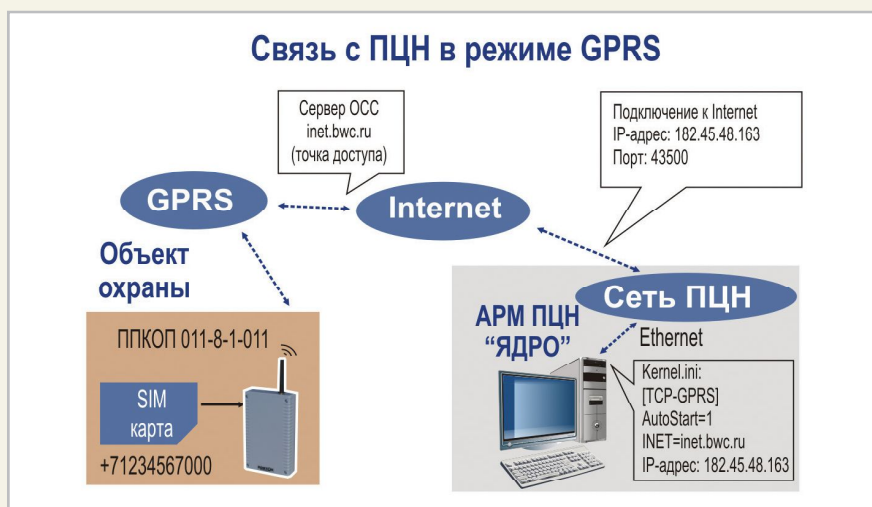 Связь с ПЦН в режиме GPRS
Сервер ОСС
inet.bwc.ru
(точка доступа)
Подключение к Internet
IP-адрес: 182.45.48.163
Порт: 43500
GPRS
Internet
Объект
охраны
Сеть ПЦН
АРМ ПЦН
“ЯДРО”
Ethernet
ППКОП 011-8-1-011
SIM
карта
+71234567000
Kernel.ini:
[TCP-GPRS]
AutoStart=1
INET=inet.bwc.ru
IP-адрес: 182.45.48.163